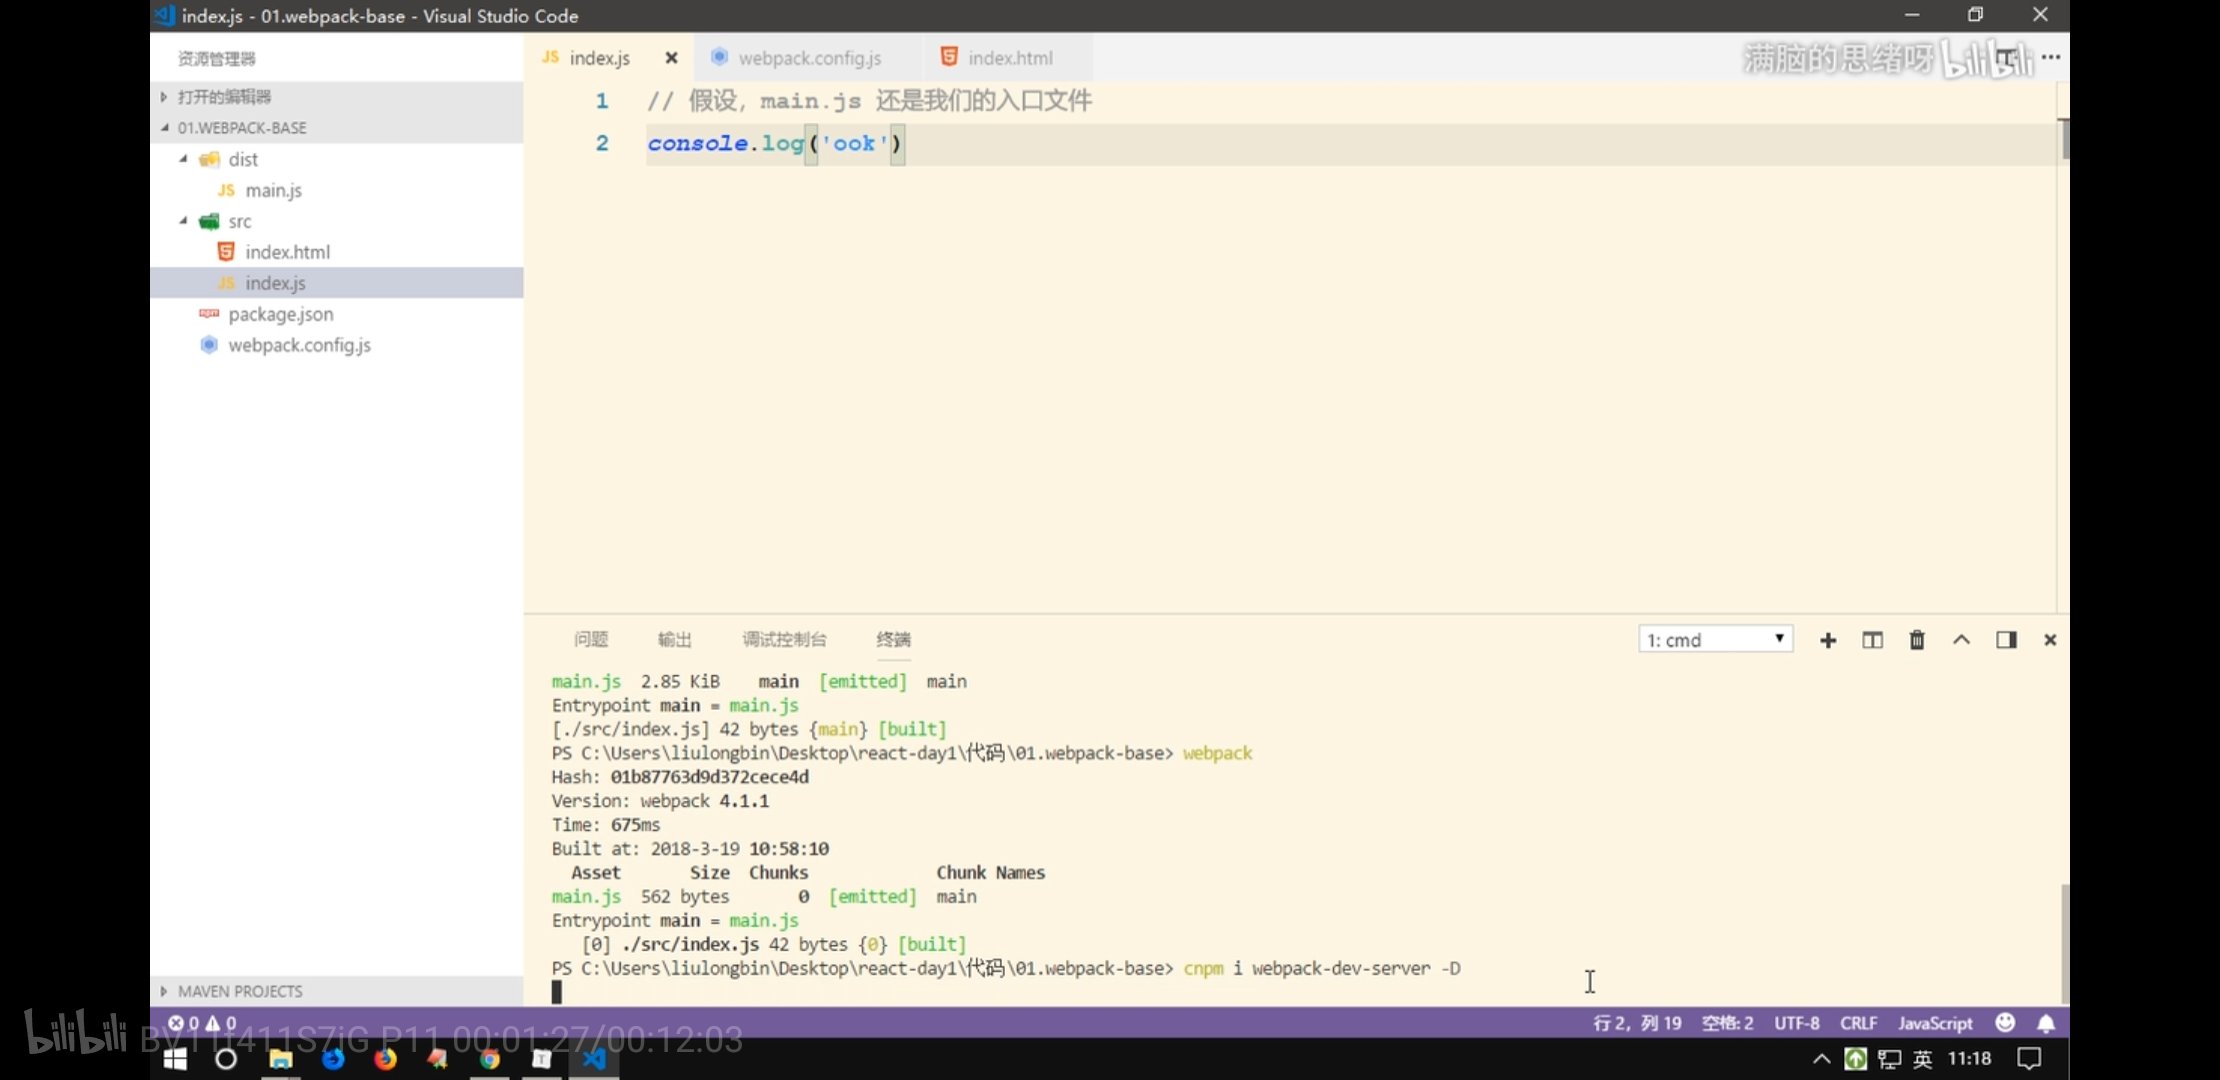 index.js - 01.webpack-base - Visual Studio Code
资源管理器
打开的编辑器
01.WEBPACK-BASE
dist
JS main.js
src
index.html
JS index.js
package.json
webpack.config.js
MAVEN PROJECTS
JS index.js
webpack.config.js
index.html
满脑的思绪呀 bilibili
1 // 假设，main.js 还是我们的入口文件
2 console.log('ook')
问题 输出 调试控制台 终端
1: cmd
main.js 2.85 KiB main [emitted] main
Entrypoint main = main.js
[./src/index.js] 42 bytes {main} [built]
PS C:\Users\liulongbin\Desktop\react-day1\代码\01.webpack-base> webpack
Hash: 01b87763d9d372cece4d
Version: webpack 4.1.1
Time: 675ms
Built at: 2018-3-19 10:58:10
Asset Size Chunks Chunk Names
main.js 562 bytes 0 [emitted] main
Entrypoint main = main.js
[0] ./src/index.js 42 bytes {0} [built]
PS C:\Users\liulongbin\Desktop\react-day1\代码\01.webpack-base> cnpm i webpack-dev-server -D
0 0
行 2，列 19 空格: 2 UTF-8 CRLF JavaScript
bilibili P11 00:01:27/00:12:03
英 11:18